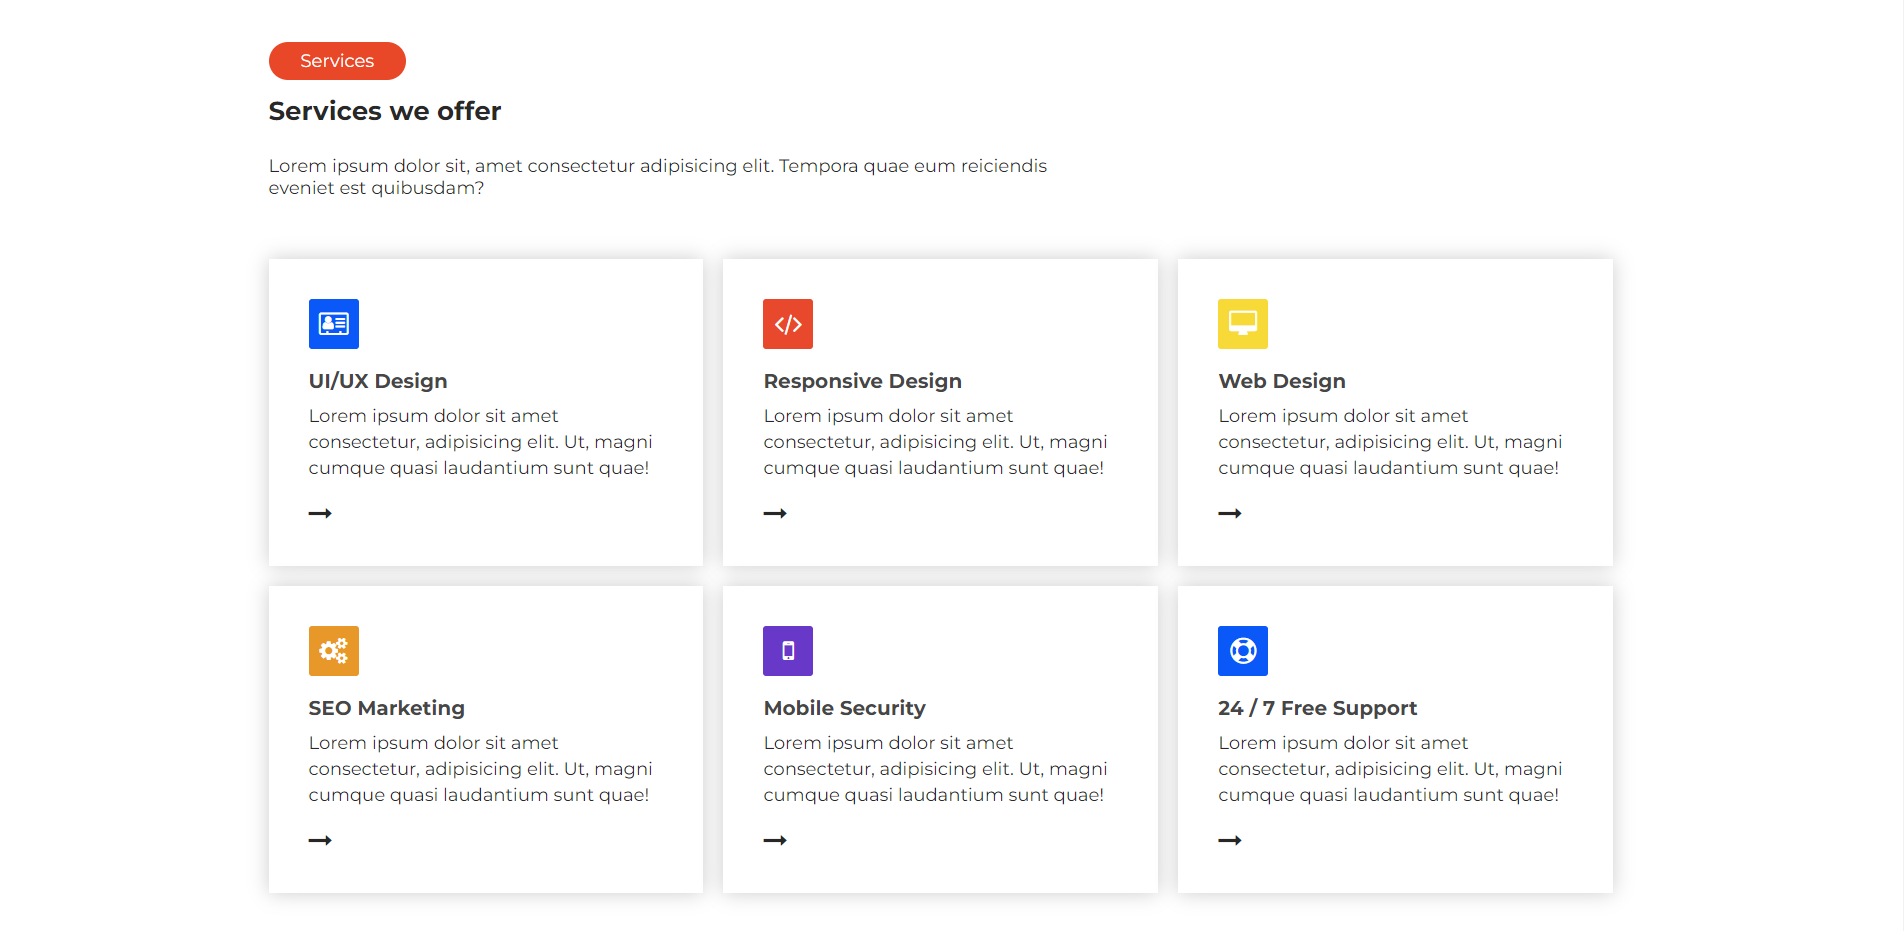 Services
Services we offer
Lorem ipsum dolor sit, amet consectetur adipisicing elit. Tempora quae eum reiciendis
eveniet est quibusdam?
UI/UX Design
Lorem ipsum dolor sit amet
consectetur, adipisicing elit. Ut, magni
cumque quasi laudantium sunt quae!
Responsive Design
Lorem ipsum dolor sit amet
consectetur, adipisicing elit. Ut, magni
cumque quasi laudantium sunt quae!
Web Design
Lorem ipsum dolor sit amet
consectetur, adipisicing elit. Ut, magni
cumque quasi laudantium sunt quae!
SEO Marketing
Lorem ipsum dolor sit amet
consectetur, adipisicing elit. Ut, magni
cumque quasi laudantium sunt quae!
Mobile Security
Lorem ipsum dolor sit amet
consectetur, adipisicing elit. Ut, magni
cumque quasi laudantium sunt quae!
24 / 7 Free Support
Lorem ipsum dolor sit amet
consectetur, adipisicing elit. Ut, magni
cumque quasi laudantium sunt quae!